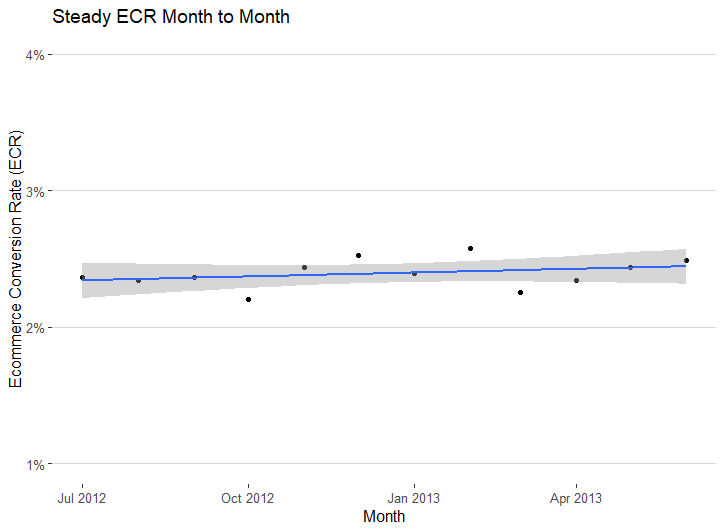 Steady ECR Month to Month
Ecommerce Conversion Rate (ECR)
4%
3%
2%
1%
Jul 2012
Oct 2012
Jan 2013
Apr 2013
Month